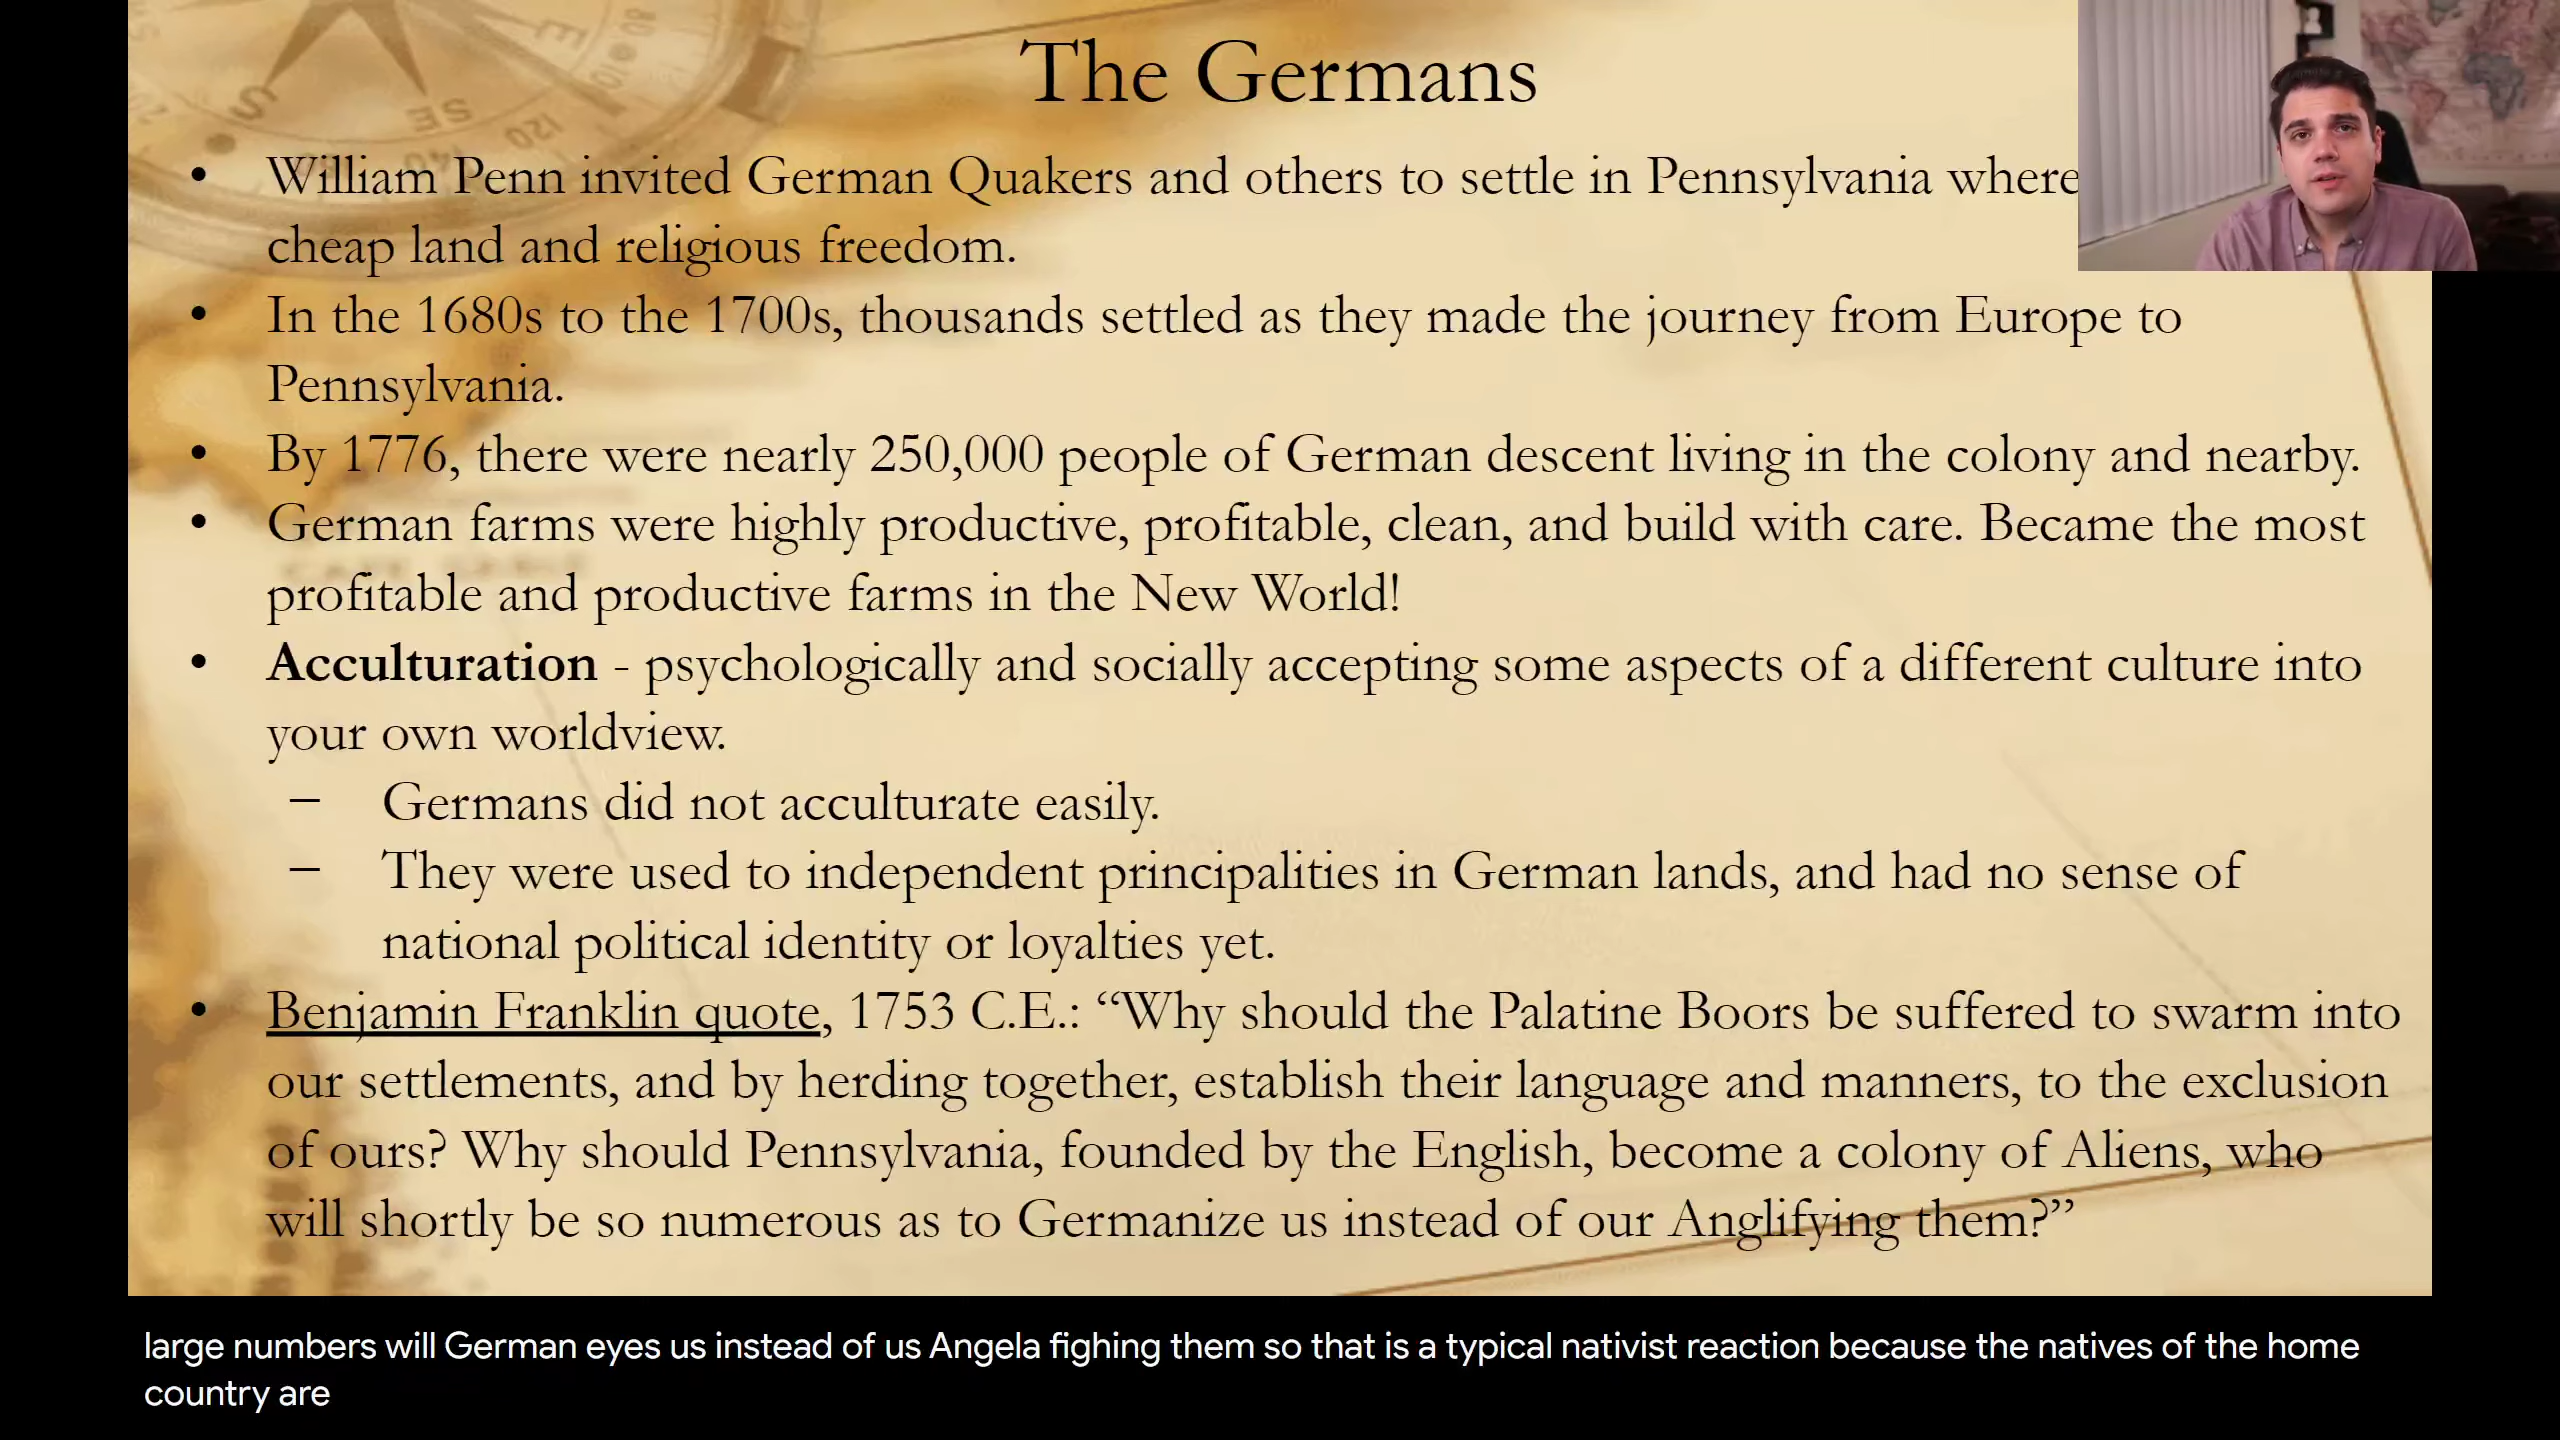 The Germans
• William Penn invited German Quakers and others to settle in Pennsylvania where
cheap land and religious freedom.
• In the 1680s to the 1700s, thousands settled as they made the journey from Europe to
Pennsylvania.
• By 1776, there were nearly 250,000 people of German descent living in the colony and nearby.
• German farms were highly productive, profitable, clean, and build with care. Became the most
profitable and productive farms in the New World!
• Acculturation - psychologically and socially accepting some aspects of a different culture into
your own worldview.
– Germans did not acculturate easily.
– They were used to independent principalities in German lands, and had no sense of
national political identity or loyalties yet.
• Benjamin Franklin quote, 1753 C.E.: “Why should the Palatine Boors be suffered to swarm into
our settlements, and by herding together, establish their language and manners, to the exclusion
of ours? Why should Pennsylvania, founded by the English, become a colony of Aliens, who
will shortly be so numerous as to Germanize us instead of our Anglifying them?”
large numbers will German eyes us instead of us Angela fighing them so that is a typical nativist reaction because the natives of the home
country are